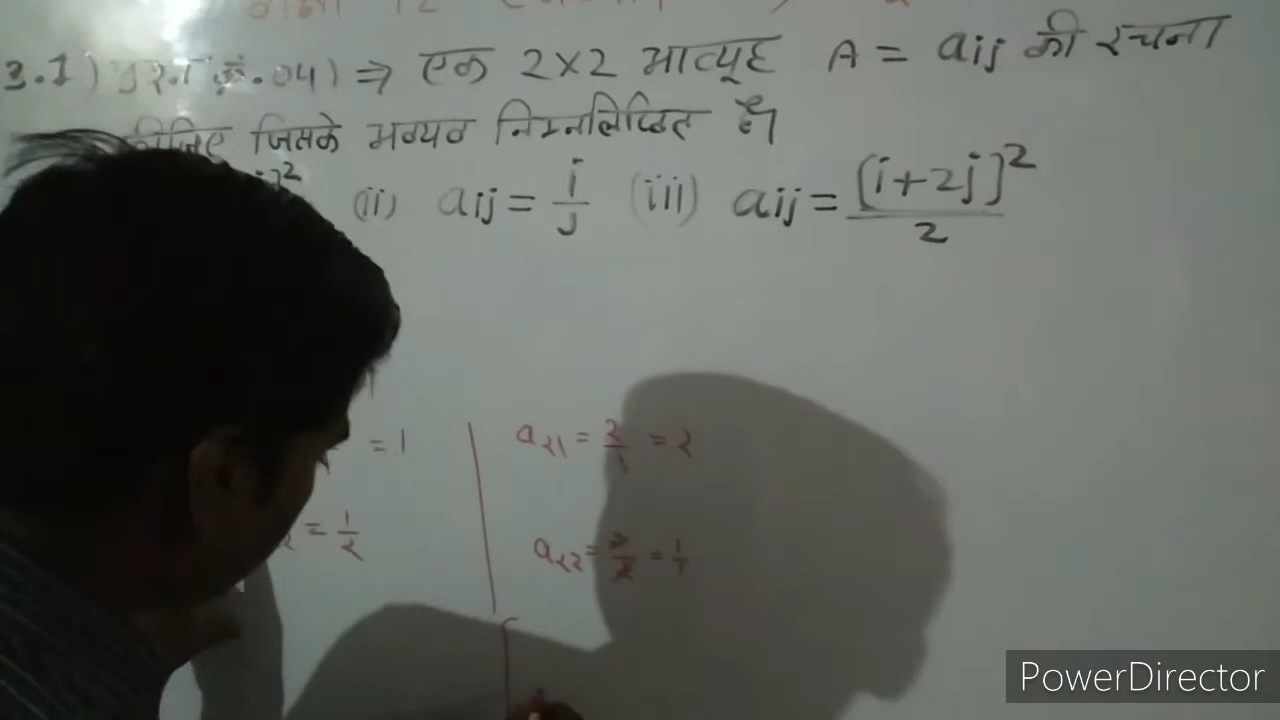 3.1) प्रश्न क्र.04) ⇒ एक 2×2 आव्यूह A = aij की रचना
कीजिए जिसके अवयव निम्नलिखित है।
(ii) aij = i/j (iii) aij = (i+2j)²/2
= 1 a21 = 2/1 = 2
= 1/2 a22 = 2/2 = 1/1
PowerDirector